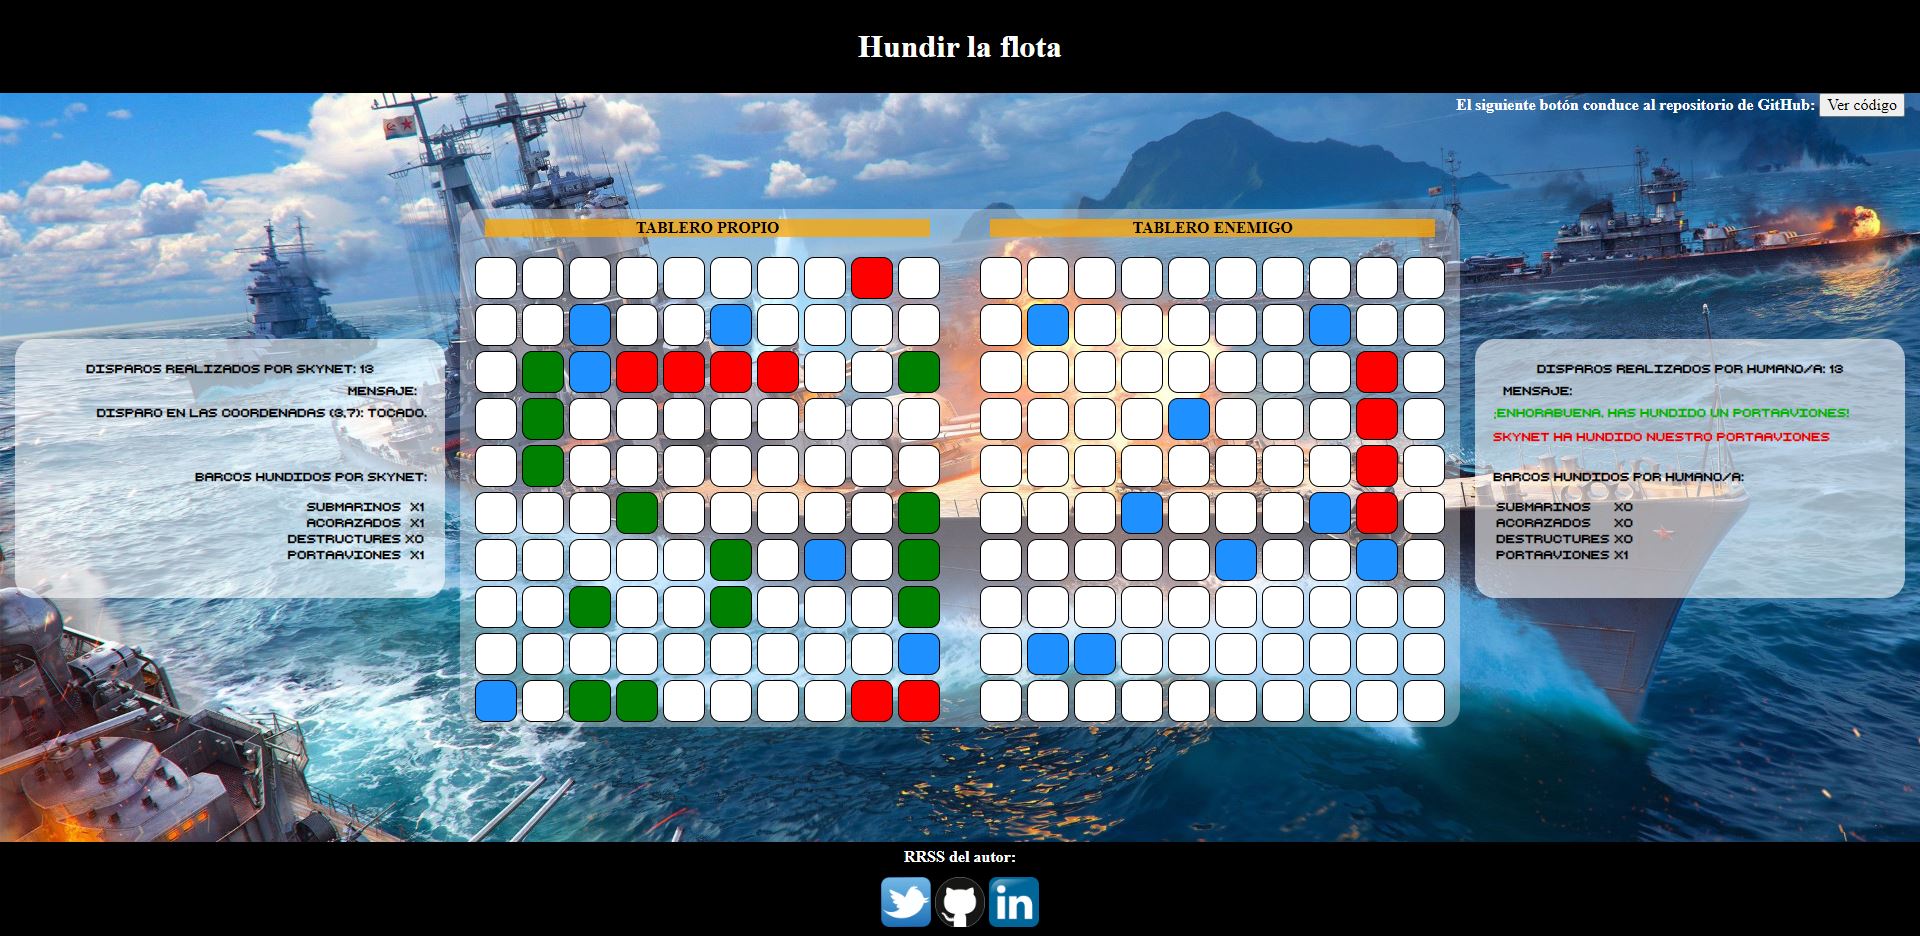 Hundir la flota
El siguiente botón conduce al repositorio de GitHub: Ver código
TABLERO PROPIO
TABLERO ENEMIGO
DISPAROS REALIZADOS POR SKYNET: 13
MENSAJE:
DISPARO EN LAS COORDENADAS (3,7): TOCADO.
BARCOS HUNDIDOS POR SKYNET:
SUBMARINOS X1
ACORAZADOS X1
DESTRUCTURES X0
PORTAAVIONES X1
DISPAROS REALIZADOS POR HUMANO/A: 13
MENSAJE:
¡ENHORABUENA, HAS HUNDIDO UN PORTAAVIONES!
SKYNET HA HUNDIDO NUESTRO PORTAAVIONES
BARCOS HUNDIDOS POR HUMANO/A:
SUBMARINOS X0
ACORAZADOS X0
DESTRUCTURES X0
PORTAAVIONES X1
RRSS del autor:
in